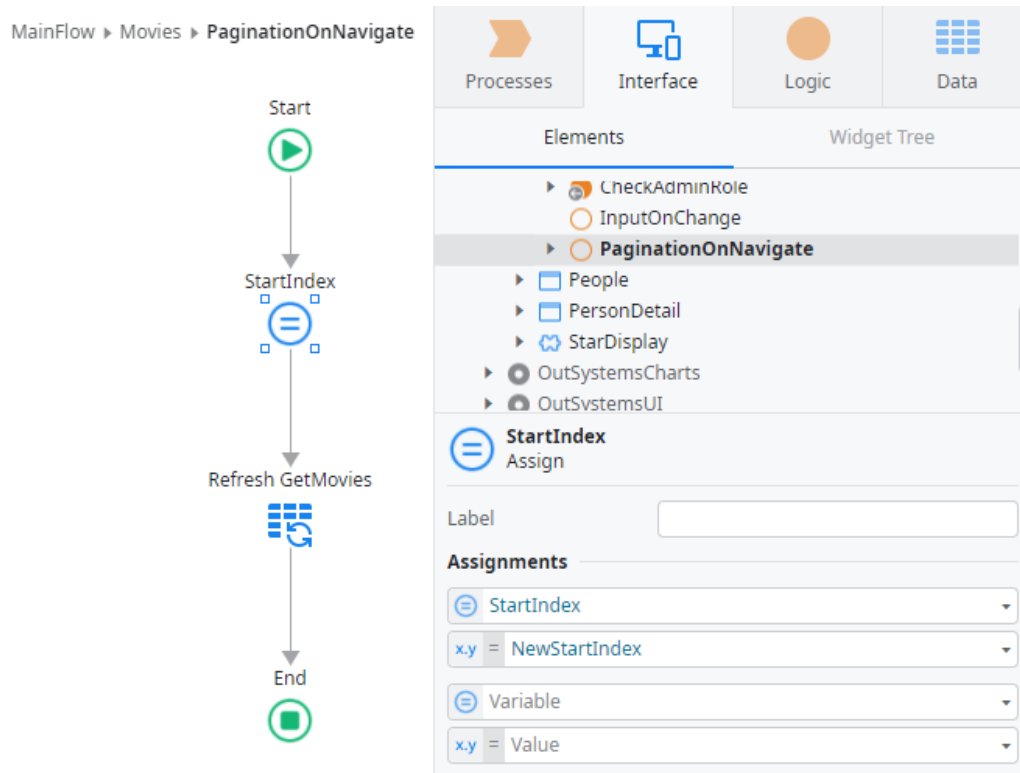 MainFlow ▸ Movies ▸ PaginationOnNavigate
Start
StartIndex
Refresh GetMovies
End
Processes
Interface
Logic
Data
Elements
Widget Tree
CheckAdminRole
InputOnChange
PaginationOnNavigate
People
PersonDetail
StarDisplay
OutSystemsCharts
OutSystemsUI
StartIndex
Assign
Label
Assignments
StartIndex
x.y = NewStartIndex
Variable
x.y = Value